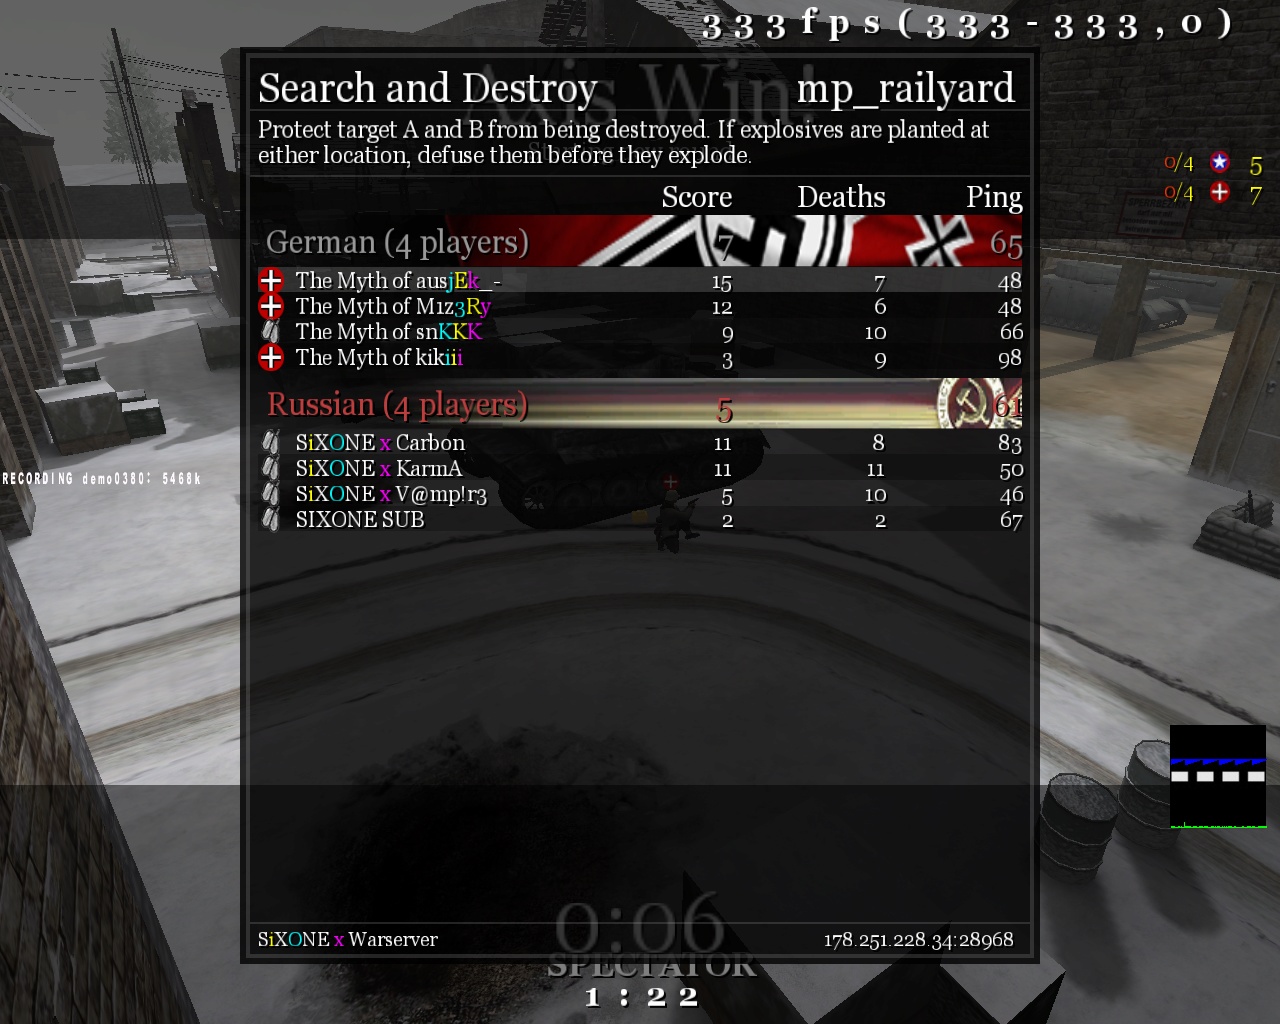 333fps(333-333,0)
Axis Win!
Search and Destroy mp_railyard
Protect target A and B from being destroyed. If explosives are planted at
either location, defuse them before they explode.
0/4 5
0/4 7
Score Deaths Ping
German (4 players) 7 65
The Myth of ausjEk_- 15 7 48
The Myth of M1z3Ry 12 6 48
The Myth of snKKK 9 10 66
The Myth of kikiii 3 9 98
Russian (4 players) 5 61
SiXONE x Carbon 11 8 83
SiXONE x KarmA 11 11 50
RECORDING demo0380: 5468k
SiXONE x V@mp!r3 5 10 46
SIXONE SUB 2 2 67
0:06
SiXONE x Warserver 178.251.228.34:28968
SPECTATOR
1:22